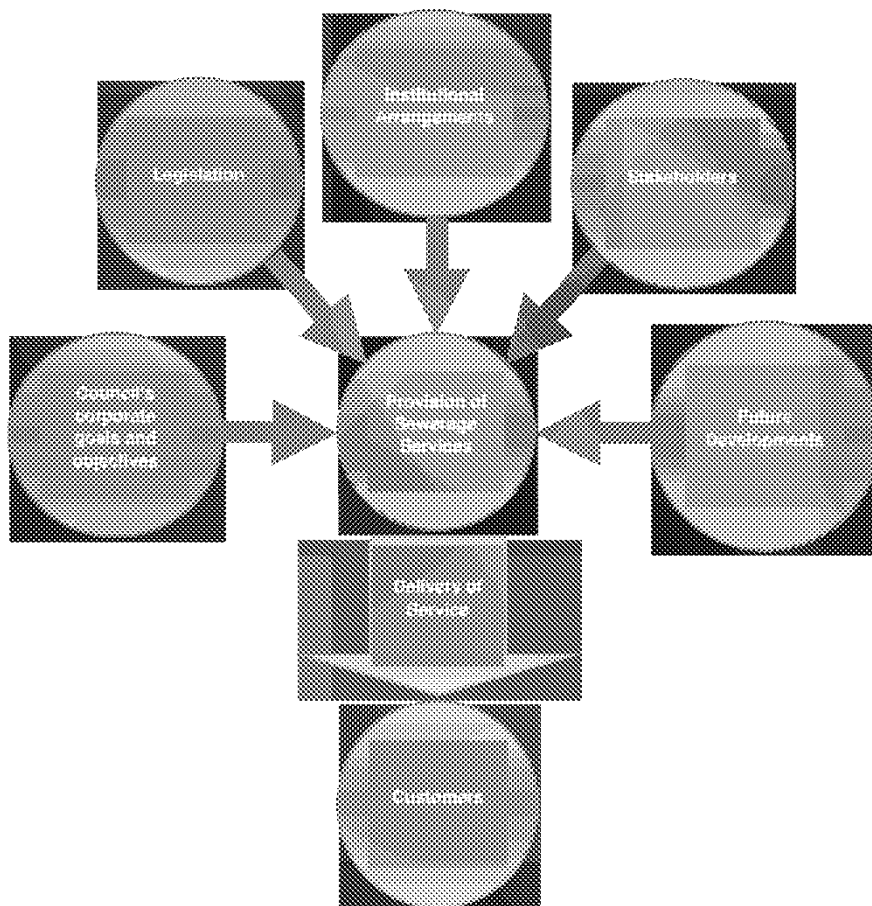 Institutional
Arrangements
Legislation
Stakeholders
Council's
corporate
goals and
objectives
Provision of
Sewerage
Services
Future
Developments
Delivery of
Service
Customers